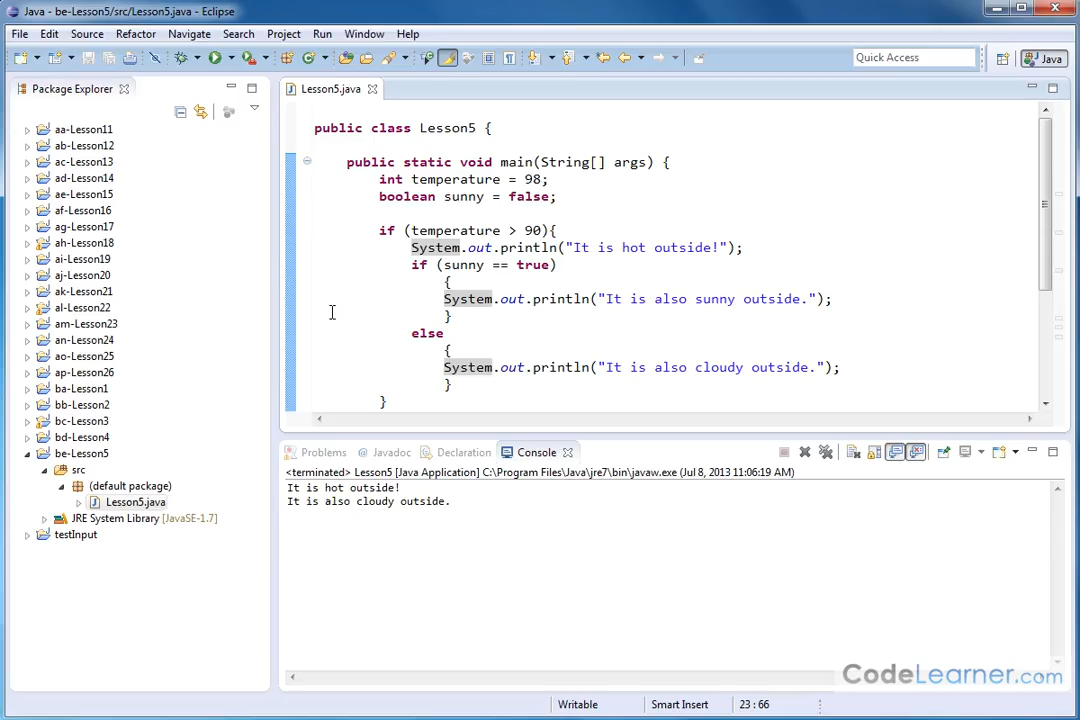 Java - be-Lesson5/src/Lesson5.java - Eclipse
File Edit Source Refactor Navigate Search Project Run Window Help
Quick Access
Java
Package Explorer
Lesson5.java
aa-Lesson11
ab-Lesson12
ac-Lesson13
ad-Lesson14
ae-Lesson15
af-Lesson16
ag-Lesson17
ah-Lesson18
ai-Lesson19
aj-Lesson20
ak-Lesson21
al-Lesson22
am-Lesson23
an-Lesson24
ao-Lesson25
ap-Lesson26
ba-Lesson1
bb-Lesson2
bc-Lesson3
bd-Lesson4
be-Lesson5
src
(default package)
Lesson5.java
JRE System Library [JavaSE-1.7]
testInput
public class Lesson5 {
public static void main(String[] args) {
int temperature = 98;
boolean sunny = false;
if (temperature > 90){
System.out.println("It is hot outside!");
if (sunny == true)
{
System.out.println("It is also sunny outside.");
}
else
{
System.out.println("It is also cloudy outside.");
}
}
Problems @ Javadoc Declaration Console
<terminated> Lesson5 [Java Application] C:\Program Files\Java\jre7\bin\javaw.exe (Jul 8, 2013 11:06:19 AM)
It is hot outside!
It is also cloudy outside.
CodeLearner.com
Writable
Smart Insert
23 : 66